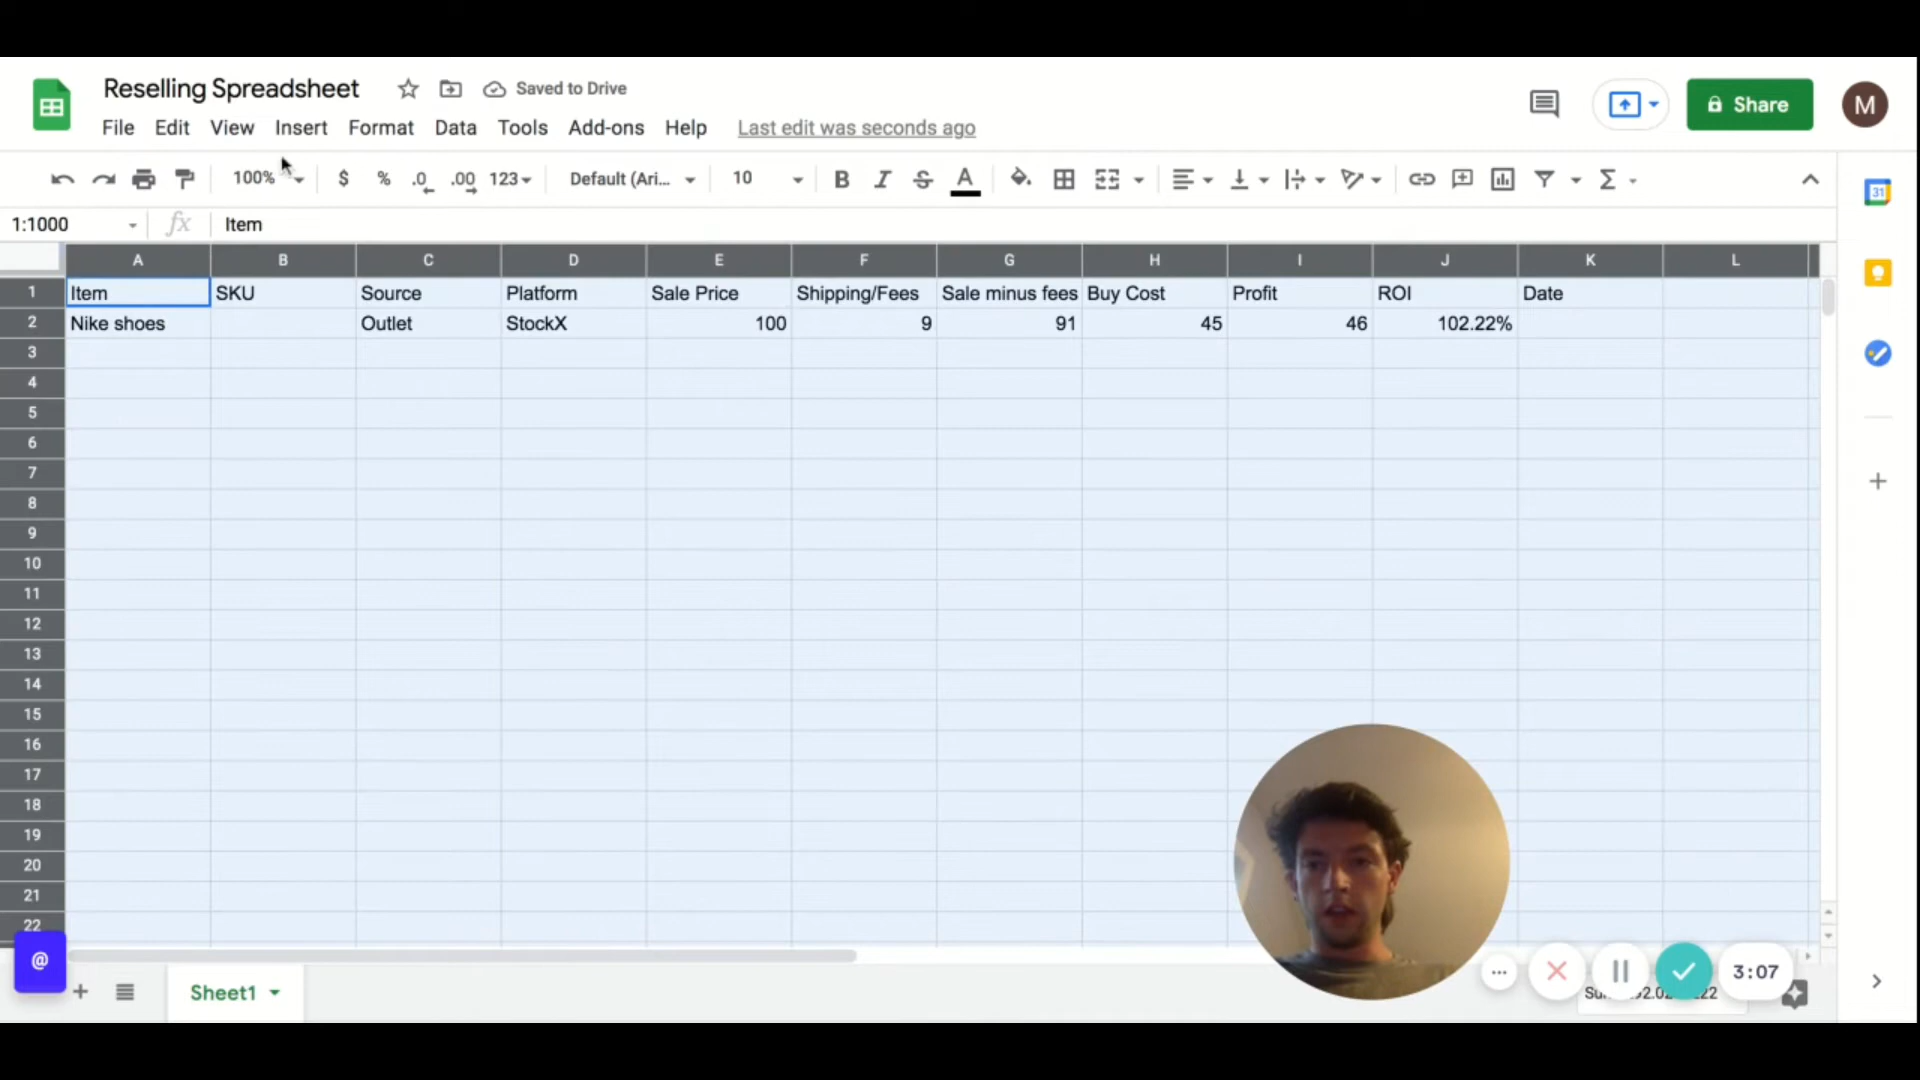 Reselling Spreadsheet Saved to Drive
File Edit View Insert Format Data Tools Add-ons Help Last edit was seconds ago
Share M
100% $ % .0 .00 123 Default (Ari... 10 B I S A Σ 31
1:1000 fx Item
A B C D E F G H I J K L
1 Item SKU Source Platform Sale Price Shipping/Fees Sale minus fees Buy Cost Profit ROI Date
2 Nike shoes Outlet StockX 100 9 91 45 46 102.22%
3
4
5
6
7
8
9
10
11
12
13
14
15
16
17
18
19
20
21
22
@ Sheet1 3:07